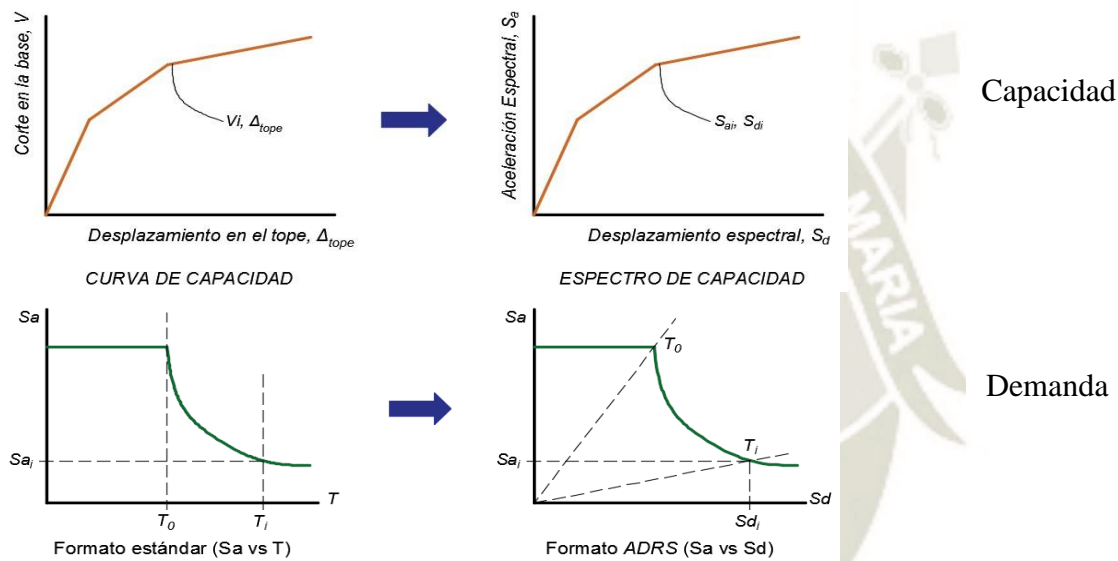 Corte en la base, V
Vi, Δtope
Desplazamiento en el tope, Δtope
CURVA DE CAPACIDAD
Aceleración Espectral, Sa
Sai, Sdi
Desplazamiento espectral, Sd
ESPECTRO DE CAPACIDAD
Capacidad
MARIA
Sa
Sai
T
T0
Ti
Formato estándar (Sa vs T)
Sa
T0
Ti
Sai
Sd
Sdi
Formato ADRS (Sa vs Sd)
Demanda